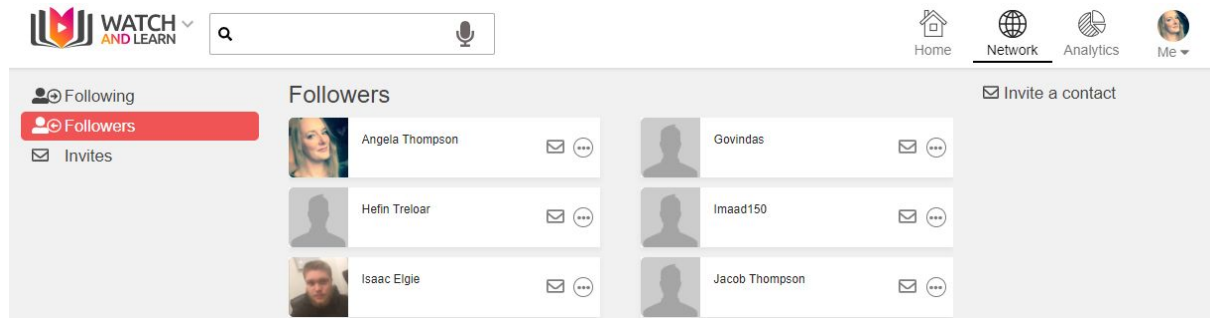 WATCH
AND LEARN
Home
Network
Analytics
Me
Following
Followers
Invites
Followers
Angela Thompson
Govindas
Hefin Treloar
Imaad150
Isaac Elgie
Jacob Thompson
Invite a contact